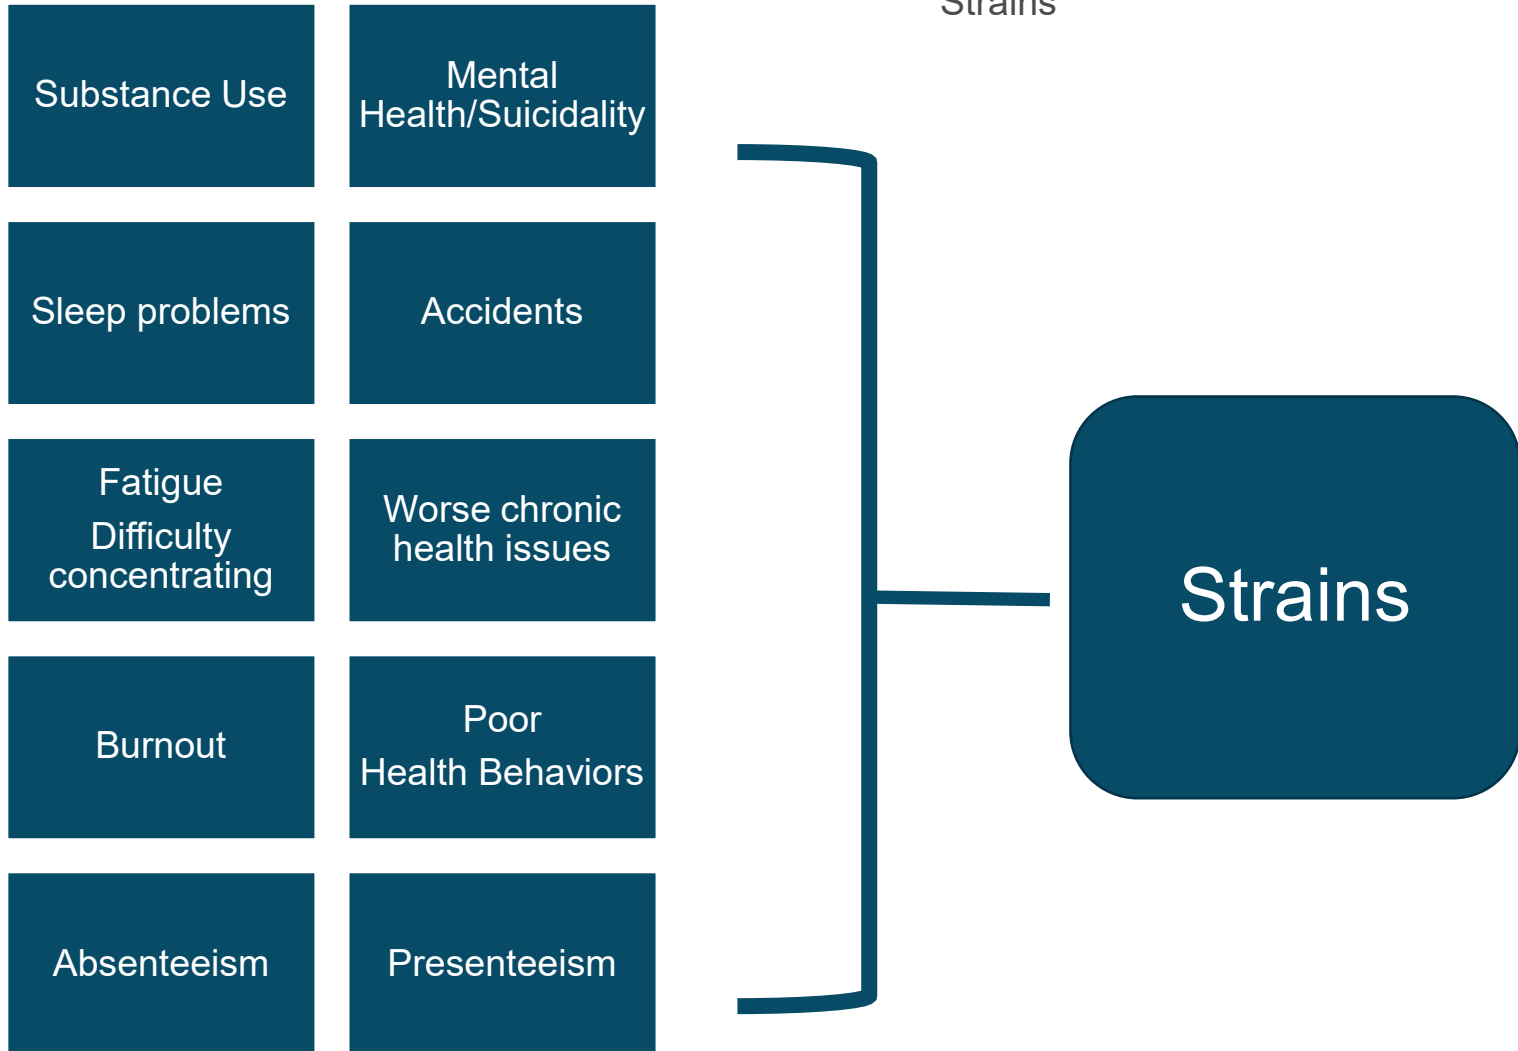 Strains
Substance Use
Mental
Health/Suicidality
Sleep problems
Accidents
Fatigue
Difficulty
concentrating
Worse chronic
health issues
Burnout
Poor
Health Behaviors
Absenteeism
Presenteeism
Strains